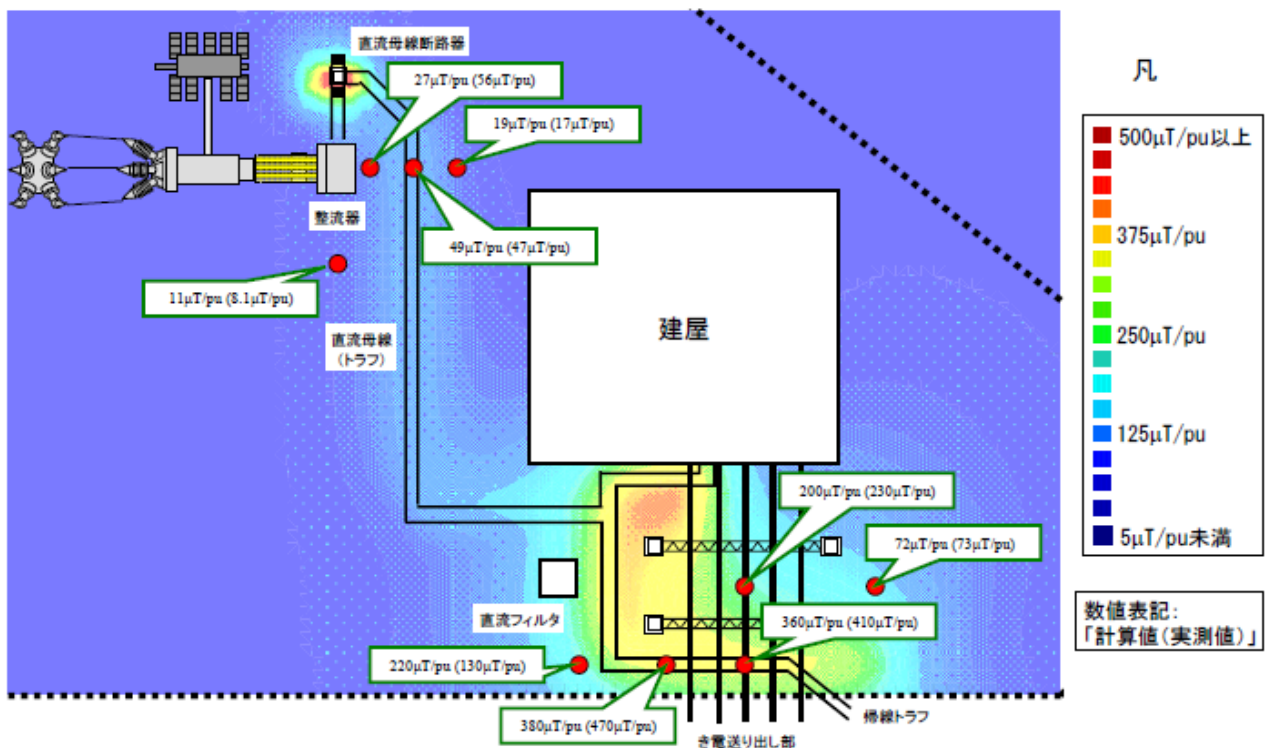 直流母線断路器
27μT/pu (56μT/pu)
19μT/pu (17μT/pu)
整流器
49μT/pu (47μT/pu)
11μT/pu (8.1μT/pu)
直流母線
(トラフ)
建屋
200μT/pu (230μT/pu)
72μT/pu (73μT/pu)
直流フィルタ
360μT/pu (410μT/pu)
220μT/pu (130μT/pu)
380μT/pu (470μT/pu)
帰線トラフ
き電送り出し部
凡
500μT/pu以上
375μT/pu
250μT/pu
125μT/pu
5μT/pu未満
数値表記:
「計算値(実測値)」